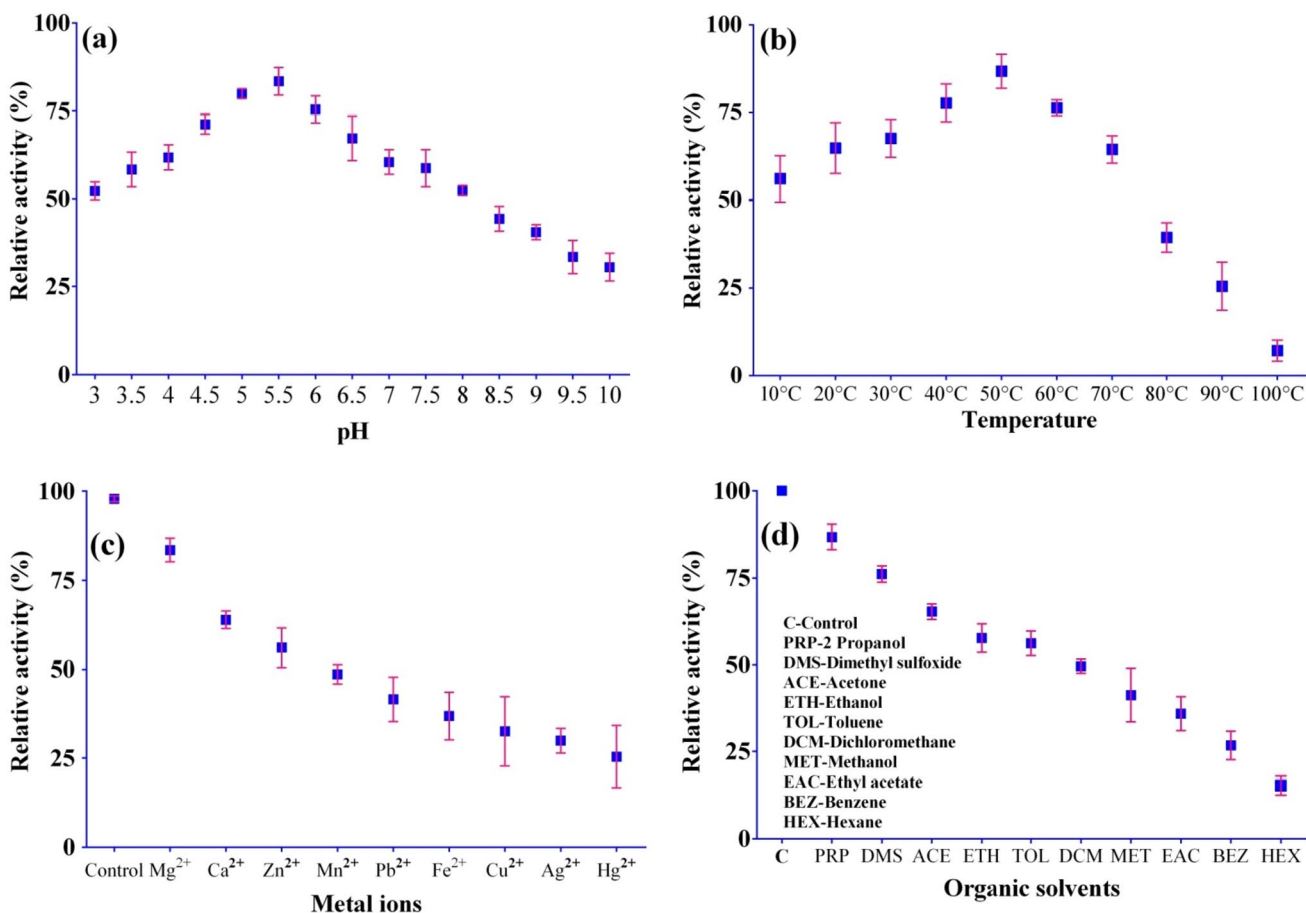 (a)
Relative activity (%)
100
75
50
25
0
3 3.5 4 4.5 5 5.5 6 6.5 7 7.5 8 8.5 9 9.5 10
pH
(b)
Relative activity (%)
100
75
50
25
0
10°C 20°C 30°C 40°C 50°C 60°C 70°C 80°C 90°C 100°C
Temperature
(c)
Relative activity (%)
100
75
50
25
0
Control Mg²⁺ Ca²⁺ Zn²⁺ Mn²⁺ Pb²⁺ Fe²⁺ Cu²⁺ Ag²⁺ Hg²⁺
Metal ions
(d)
Relative activity (%)
100
75
50
25
0
C-Control
PRP-2 Propanol
DMS-Dimethyl sulfoxide
ACE-Acetone
ETH-Ethanol
TOL-Toluene
DCM-Dichloromethane
MET-Methanol
EAC-Ethyl acetate
BEZ-Benzene
HEX-Hexane
C PRP DMS ACE ETH TOL DCM MET EAC BEZ HEX
Organic solvents